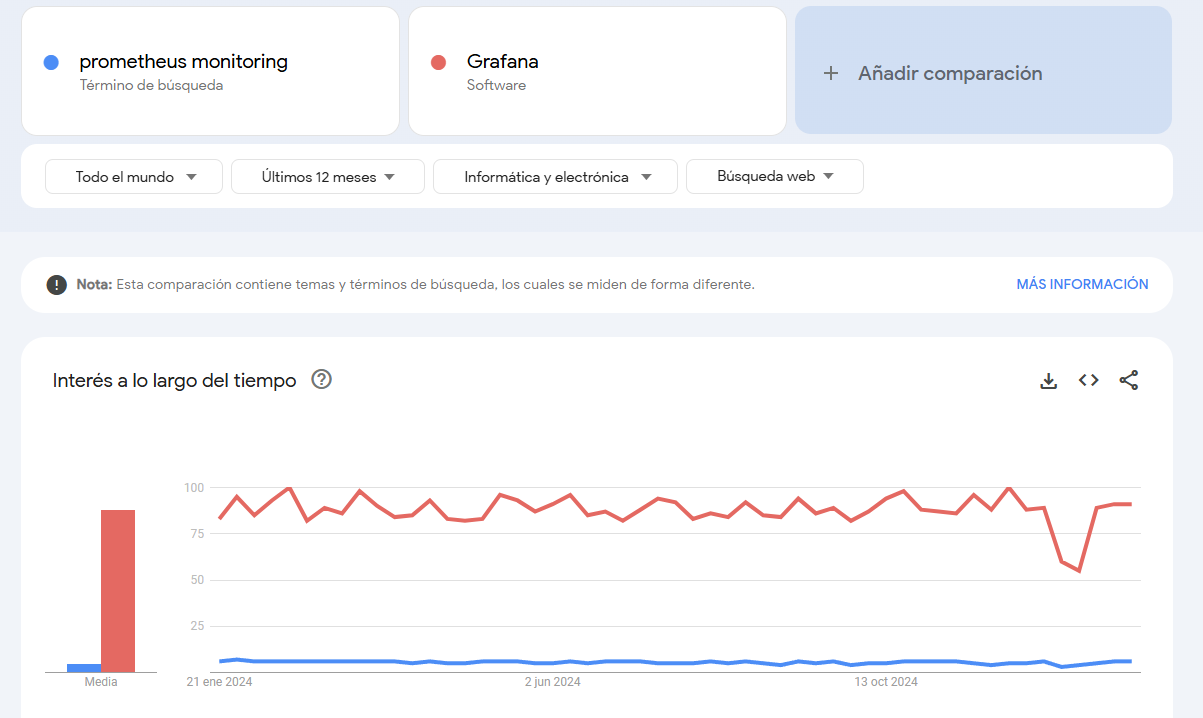 prometheus monitoring
Término de búsqueda
Grafana
Software
+ Añadir comparación
Todo el mundo
Últimos 12 meses
Informática y electrónica
Búsqueda web
Nota: Esta comparación contiene temas y términos de búsqueda, los cuales se miden de forma diferente.
MÁS INFORMACIÓN
Interés a lo largo del tiempo
100
75
50
25
Media
21 ene 2024
2 jun 2024
13 oct 2024